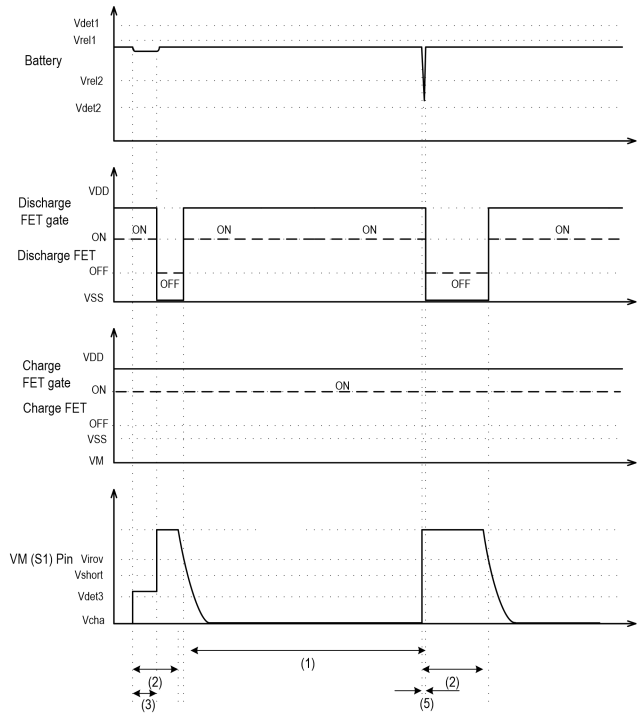 Vdet1
Vrel1
Battery
Vrel2
Vdet2
VDD
Discharge
FET gate
ON ON ON ON
ON
Discharge FET
OFF
OFF OFF
VSS
VDD
Charge
FET gate
ON
ON
Charge FET
OFF
VSS
VM
VM (S1) Pin Virov
Vshort
Vdet3
Vcha
(1)
(2) (2)
(3) (5)